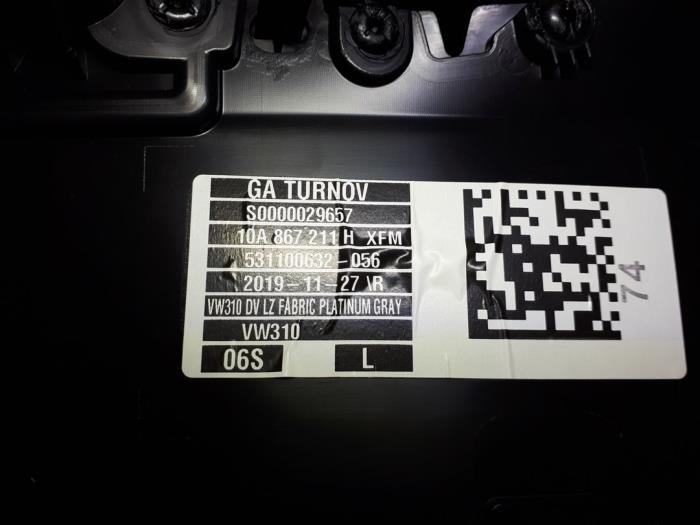 GA TURNOV
S0000029657
10A 867 211 H XFM
531100632-056
2019-11-27 \R
VW310 DV LZ FABRIC PLATINUM GRAY
VW310
06S L
74